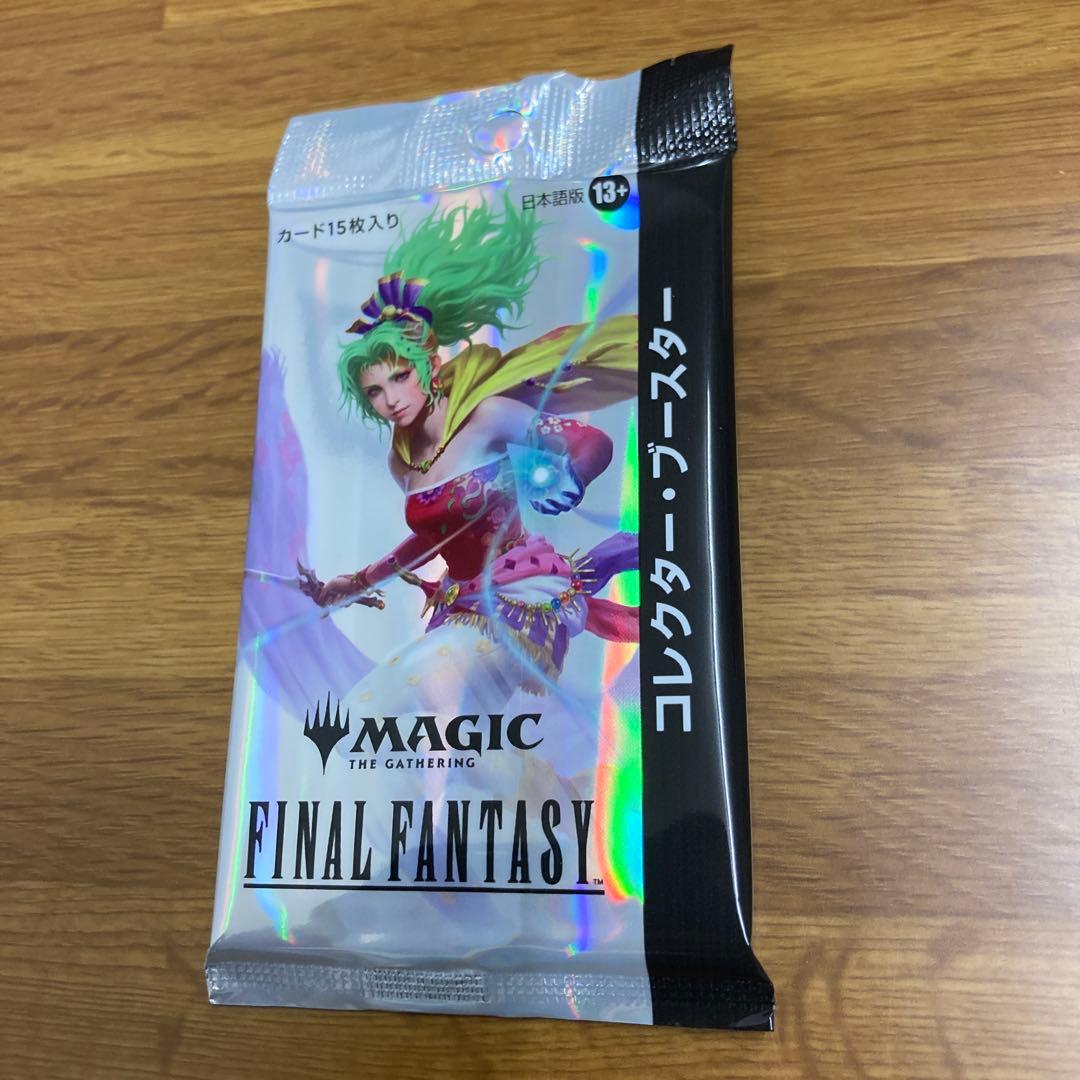 カード15枚入り
日本語版 13+
コレクター・ブースター
MAGIC
THE GATHERING
FINAL FANTASY™